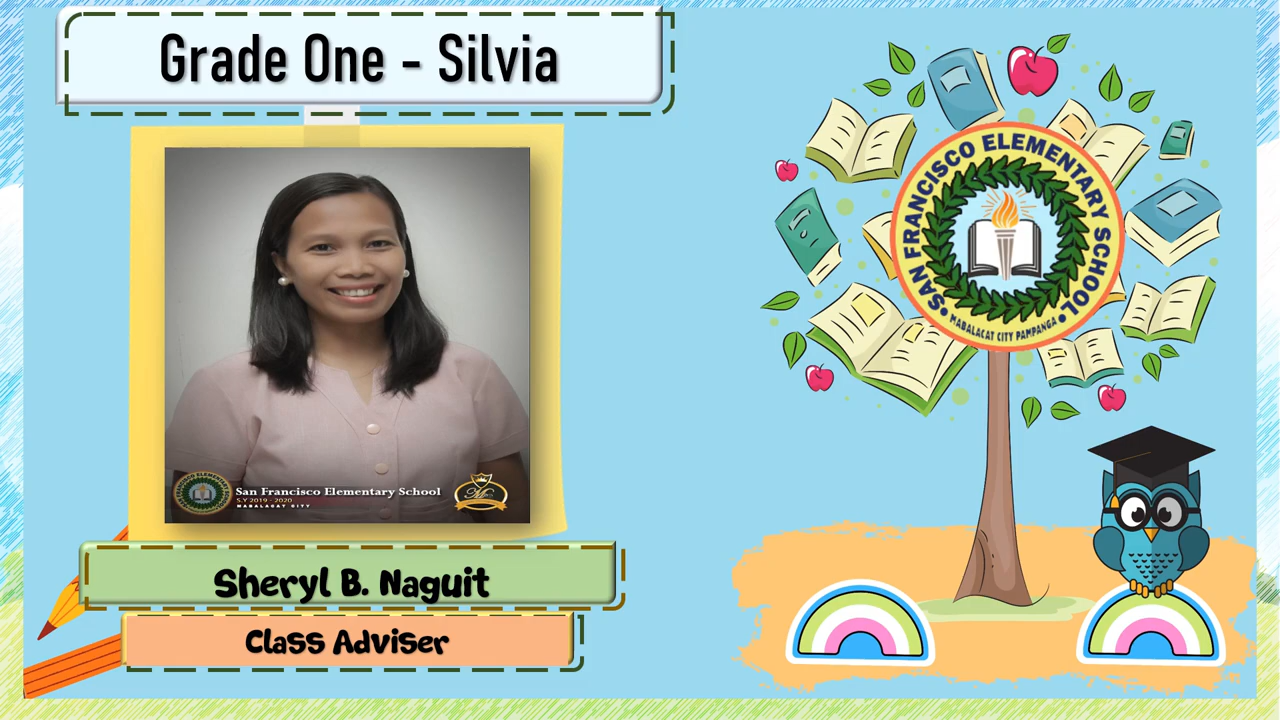 Grade One - Silvia
SAN FRANCISCO ELEMENTARY SCHOOL
MABALACAT CITY PAMPANGA
San Francisco Elementary School
S.Y 2019 - 2020
MABALACAT CITY
Sheryl B. Naguit
Class Adviser